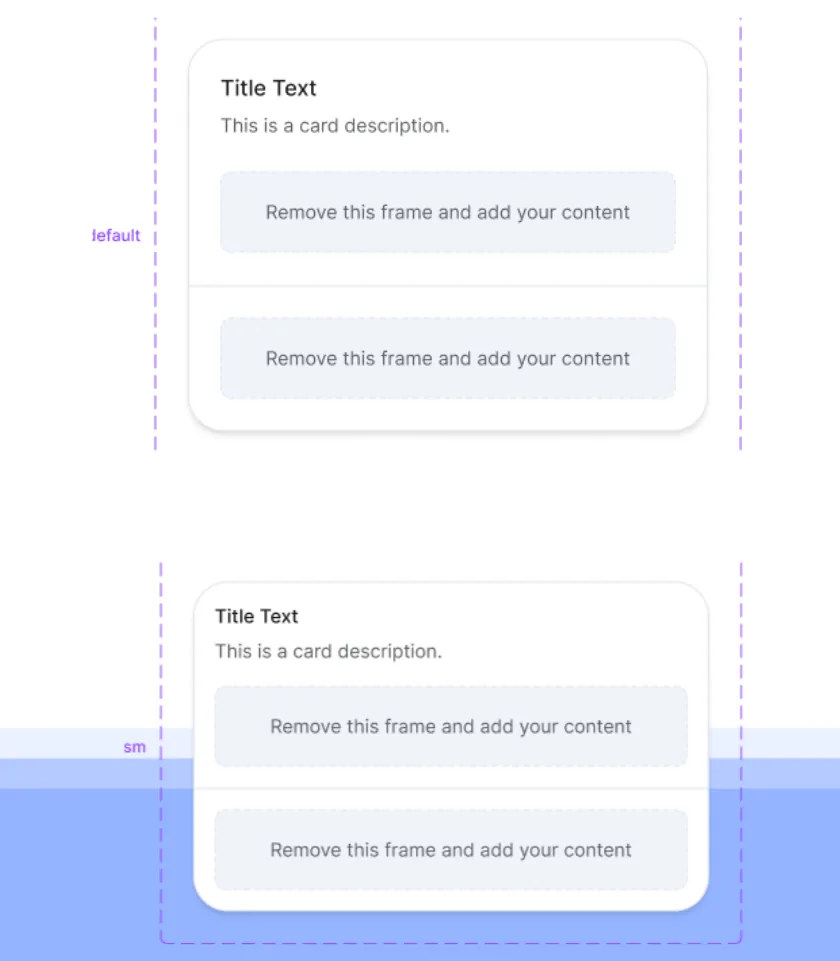 Title Text
This is a card description.
Remove this frame and add your content
default
Remove this frame and add your content
Title Text
This is a card description.
Remove this frame and add your content
sm
Remove this frame and add your content